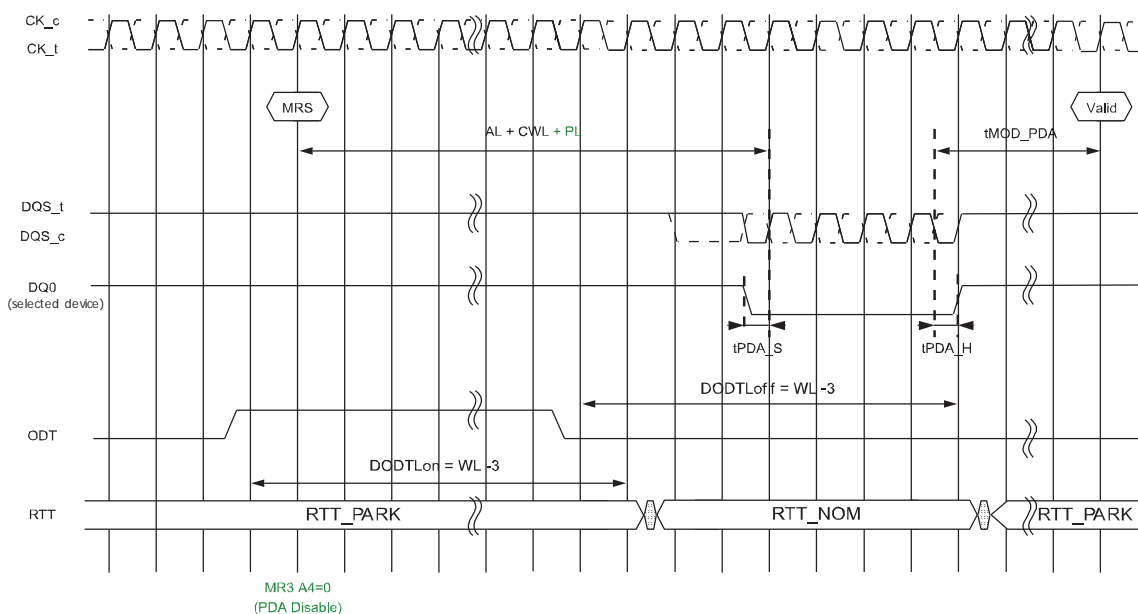 CK_c
CK_t
MRS
Valid
AL + CWL + PL
tMOD_PDA
DQS_t
DQS_c
DQ0
(selected device)
tPDA_S
tPDA_H
DODTLoff = WL -3
ODT
DODTLon = WL -3
RTT
RTT_PARK
RTT_NOM
RTT_PARK
MR3 A4=0
(PDA Disable)